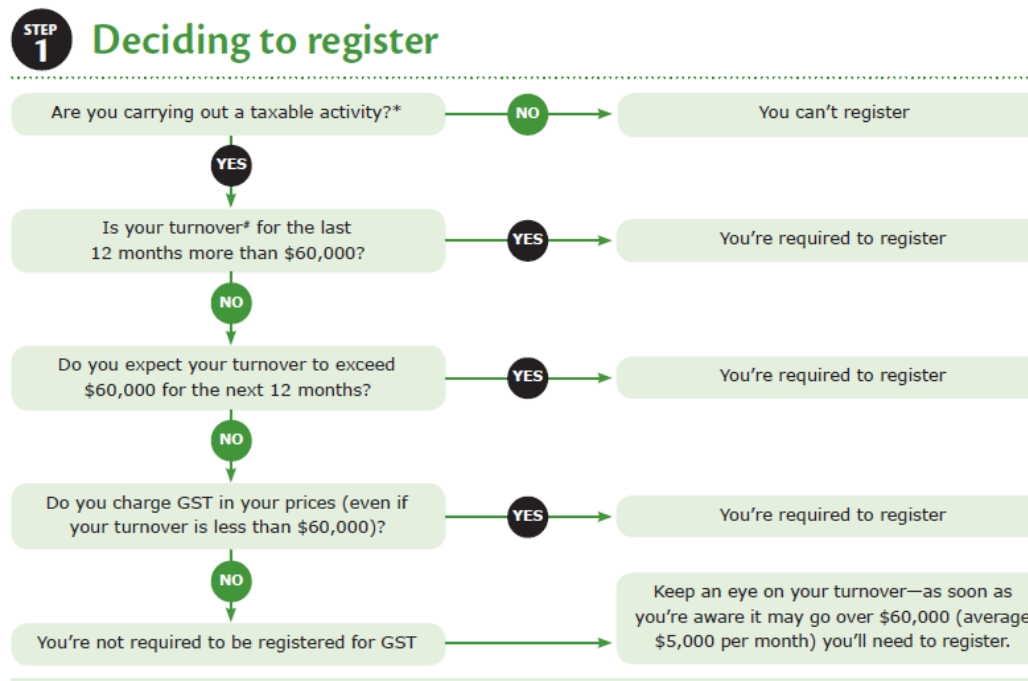 STEP
1
Deciding to register
Are you carrying out a taxable activity?*
NO
You can't register
YES
Is your turnover# for the last
12 months more than $60,000?
YES
You're required to register
NO
Do you expect your turnover to exceed
$60,000 for the next 12 months?
YES
You're required to register
NO
Do you charge GST in your prices (even if
your turnover is less than $60,000)?
YES
You're required to register
NO
You're not required to be registered for GST
Keep an eye on your turnover—as soon as
you're aware it may go over $60,000 (average
$5,000 per month) you'll need to register.